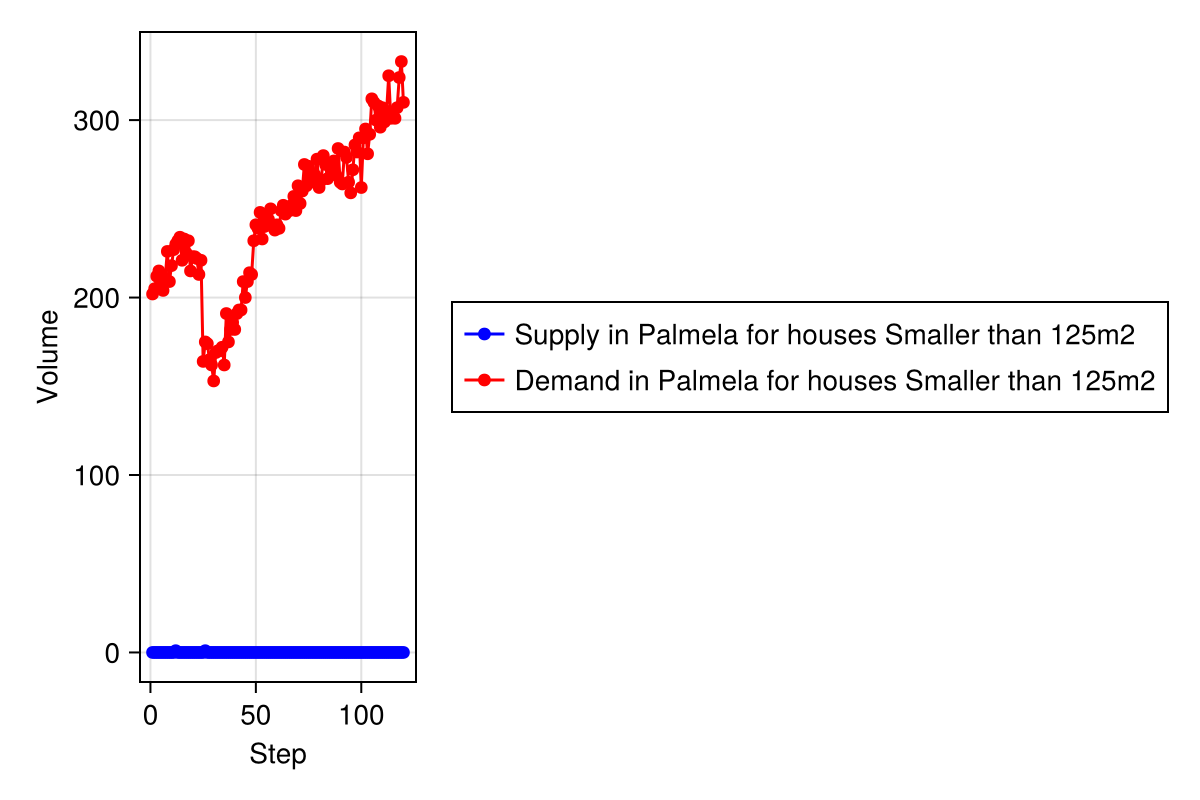 300
200
100
0
Volume
0 50 100
Step
Supply in Palmela for houses Smaller than 125m2
Demand in Palmela for houses Smaller than 125m2